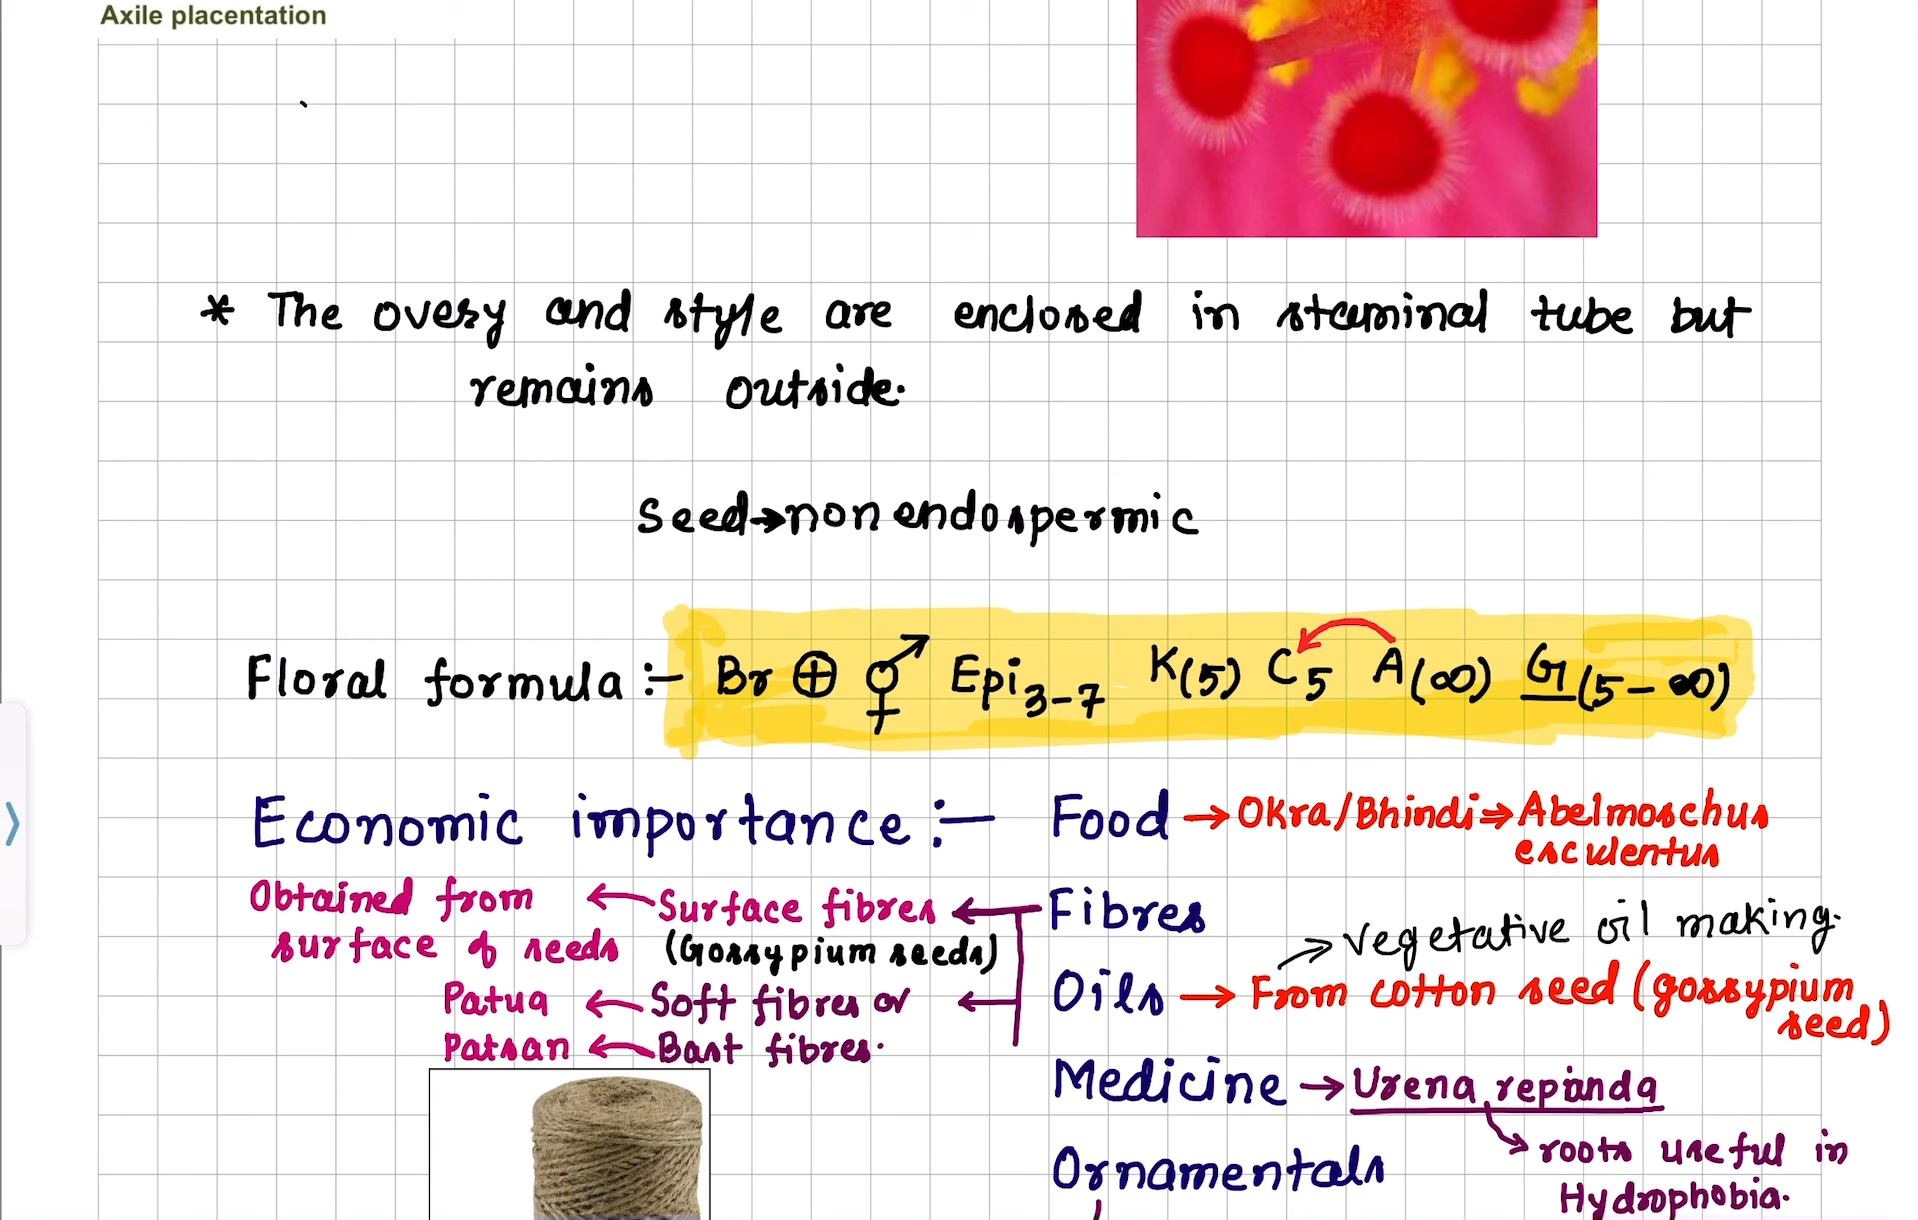 Axile placentation
* The overy and style are enclosed in staminal tube but
remains outside.
Seed→non endospermic
Floral formula :- Br ⊕ ⚥ Epi3-7 K(5) C5 A(∞) G(5-∞)
Economic importance :- Food → Okra/Bhindi ⇒ Abelmoschus
esculentus
Obtained from ← Surface fibres ← Fibres
surface of seeds (Gossypium seeds)
→ vegetative oil making.
Patua ← Soft fibres or ← Oils → From cotton seed (gossypium
seed)
Patsan ← Bast fibres.
Medicine → Urena repanda
→ roots useful in
Hydrophobia.
Ornamentals